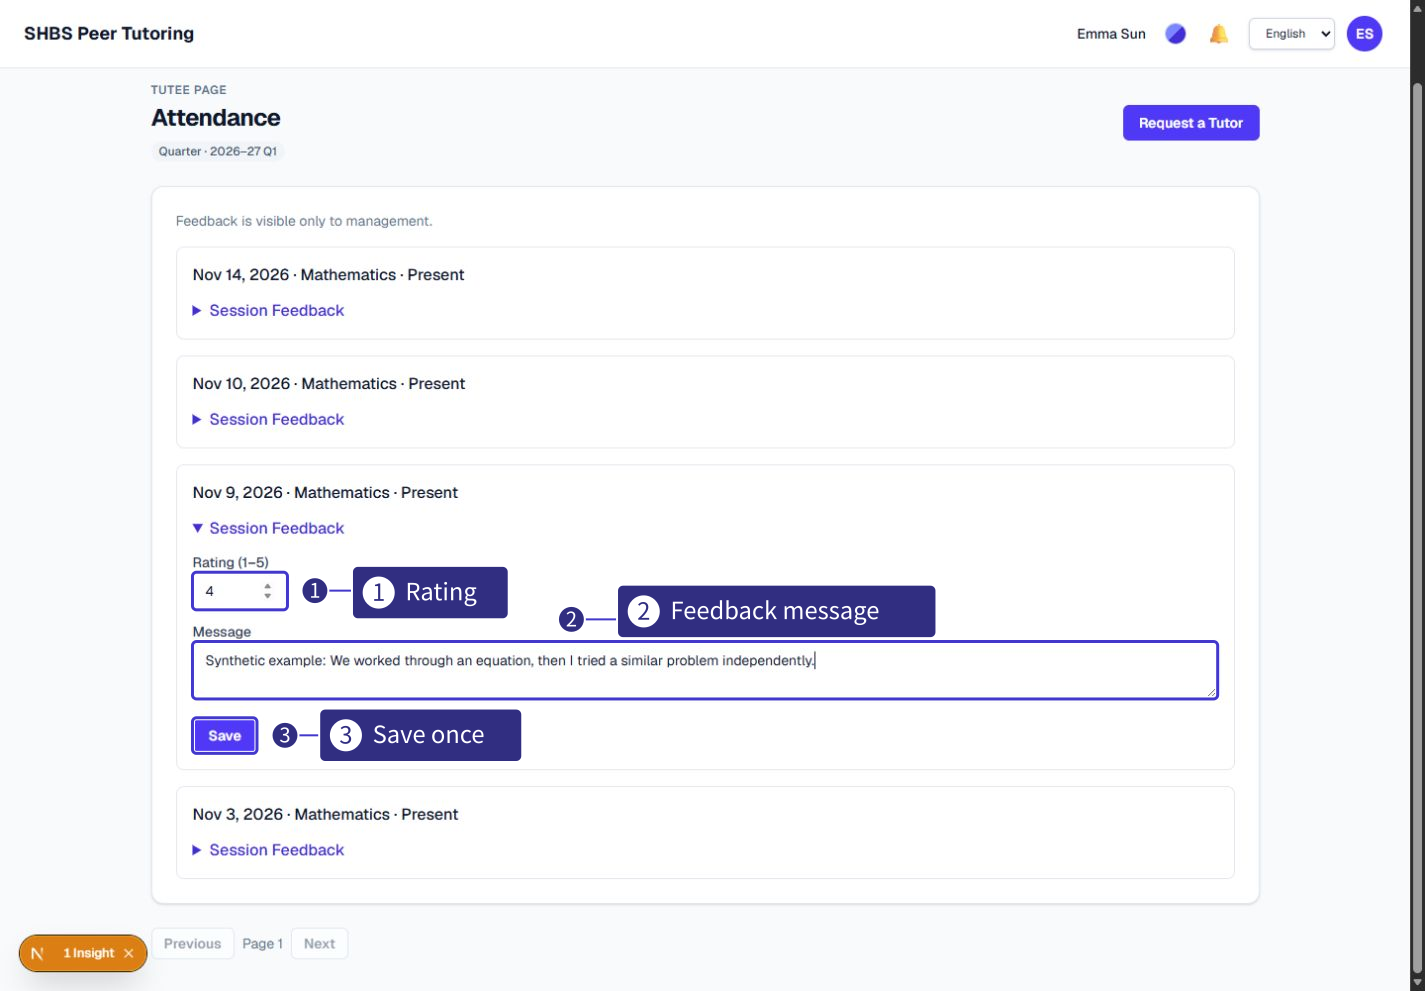 SHBS Peer Tutoring
Emma Sun
English
ES
TUTEE PAGE
Attendance
Request a Tutor
Quarter · 2026–27 Q1
Feedback is visible only to management.
Nov 14, 2026 · Mathematics · Present
Session Feedback
Nov 10, 2026 · Mathematics · Present
Session Feedback
Nov 9, 2026 · Mathematics · Present
Session Feedback
Rating (1–5)
4
1
1 Rating
2
2 Feedback message
Message
Synthetic example: We worked through an equation, then I tried a similar problem independently.
Save
3
3 Save once
Nov 3, 2026 · Mathematics · Present
Session Feedback
N 1 Insight ×
Previous Page 1 Next